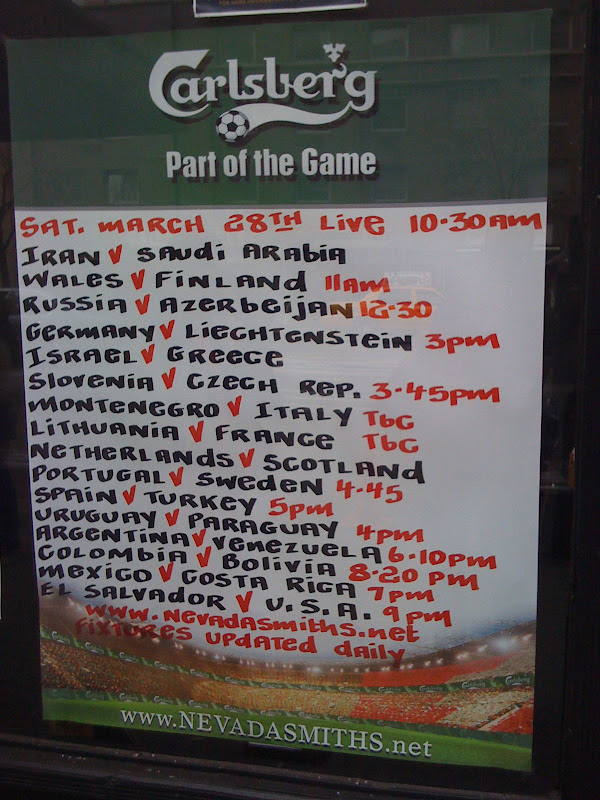 Carlsberg
Part of the Game
SAT. MARCH 28TH Live 10.30AM
IRAN V SAUDI ARABIA
WALES V FINLAND 11AM
RUSSIA V AZERBEIJAN 12.30
GERMANY V LIECHTENSTEIN 3PM
ISRAEL V GREECE
SLOVENIA V CZECH REP. 3.45PM
MONTENEGRO V ITALY TBC
LITHUANIA V FRANCE TBC
NETHERLANDS V SCOTLAND
PORTUGAL V SWEDEN 4.45
SPAIN V TURKEY 5PM
URUGUAY V PARAGUAY 4PM
ARGENTINA V VENEZUELA 6.10PM
COLOMBIA V BOLIVIA 8.20 PM
MEXICO V COSTA RICA 7PM
EL SALVADOR V U.S.A. 9PM
WWW.NEVADASMITHS.NET
FIXTURES UPDATED DAILY
WWW.NEVADASMITHS.net